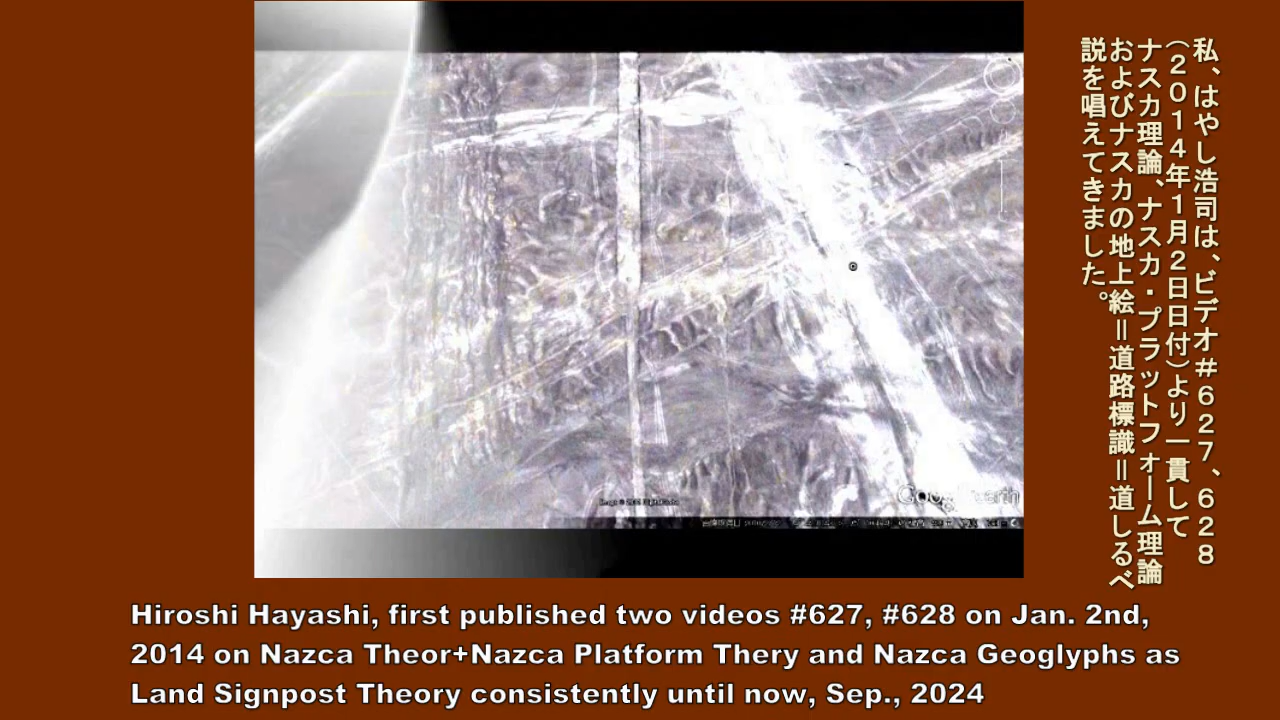 私、はやし浩司は、ビデオ＃６２７、６２８
（２０１４年１月２日日付）より一貫して
ナスカ理論、ナスカ・プラットフォーム理論
およびナスカの地上絵＝道路標識＝道しるべ
説を唱えてきました。
Google earth
Hiroshi Hayashi, first published two videos #627, #628 on Jan. 2nd,
2014 on Nazca Theor+Nazca Platform Thery and Nazca Geoglyphs as
Land Signpost Theory consistently until now, Sep., 2024